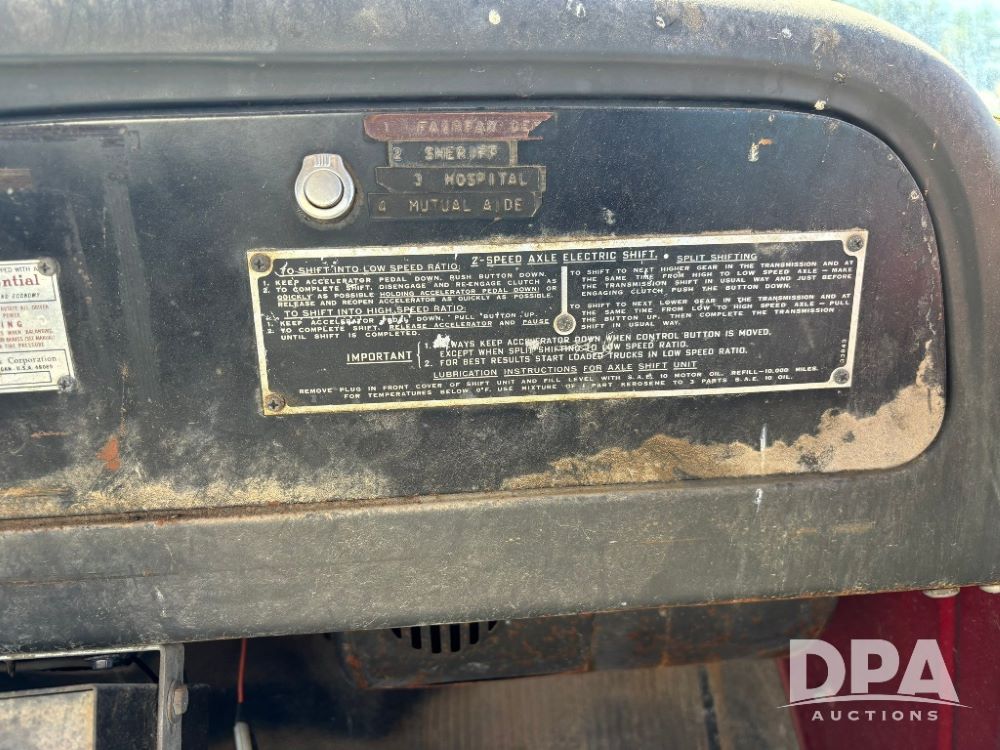 1 FAIRFAX
2 SHERIFF
3 HOSPITAL
4 MUTUAL AIDE
2-SPEED AXLE ELECTRIC SHIFT.
TO SHIFT INTO LOW SPEED RATIO:
1. KEEP ACCELERATOR PEDAL DOWN. PUSH BUTTON DOWN.
2. TO COMPLETE SHIFT, DISENGAGE AND RE-ENGAGE CLUTCH AS
QUICKLY AS POSSIBLE (HOLDING ACCELERATOR PEDAL DOWN) OR
RELEASE AND REOPEN ACCELERATOR AS QUICKLY AS POSSIBLE.
TO SHIFT INTO HIGH SPEED RATIO:
1. KEEP ACCELERATOR PEDAL DOWN. PULL BUTTON UP.
2. TO COMPLETE SHIFT, RELEASE ACCELERATOR AND PAUSE
UNTIL SHIFT IS COMPLETED.
• SPLIT SHIFTING
TO SHIFT TO NEXT HIGHER GEAR IN THE TRANSMISSION AND AT
THE SAME TIME FROM HIGH TO LOW SPEED AXLE – MAKE
THE TRANSMISSION SHIFT IN USUAL WAY AND JUST BEFORE
ENGAGING CLUTCH, PUSH THE BUTTON DOWN.
TO SHIFT TO NEXT LOWER GEAR IN THE TRANSMISSION AND AT
THE SAME TIME FROM LOW TO HIGH SPEED AXLE – PULL
THE BUTTON UP. THEN COMPLETE THE TRANSMISSION
SHIFT IN USUAL WAY.
IMPORTANT
1. ALWAYS KEEP ACCELERATOR DOWN WHEN CONTROL BUTTON IS MOVED.
EXCEPT WHEN SPLIT SHIFTING TO LOW SPEED RATIO.
2. FOR BEST RESULTS START LOADED TRUCKS IN LOW SPEED RATIO.
LUBRICATION INSTRUCTIONS FOR AXLE SHIFT UNIT
REMOVE PLUG IN FRONT COVER OF SHIFT UNIT AND FILL LEVEL WITH S.A.E. 10 MOTOR OIL. REFILL-10,000 MILES.
FOR TEMPERATURES BELOW 0°F. USE MIXTURE OF 1 PART KEROSENE TO 3 PARTS S.A.E. 10 OIL.
PPED WITH A
ential
ND ECONOMY
POWER
ING
WHEN BALANCING
TIRE PRESSURE
Corporation
GAN, U.S.A.
DPA
AUCTIONS